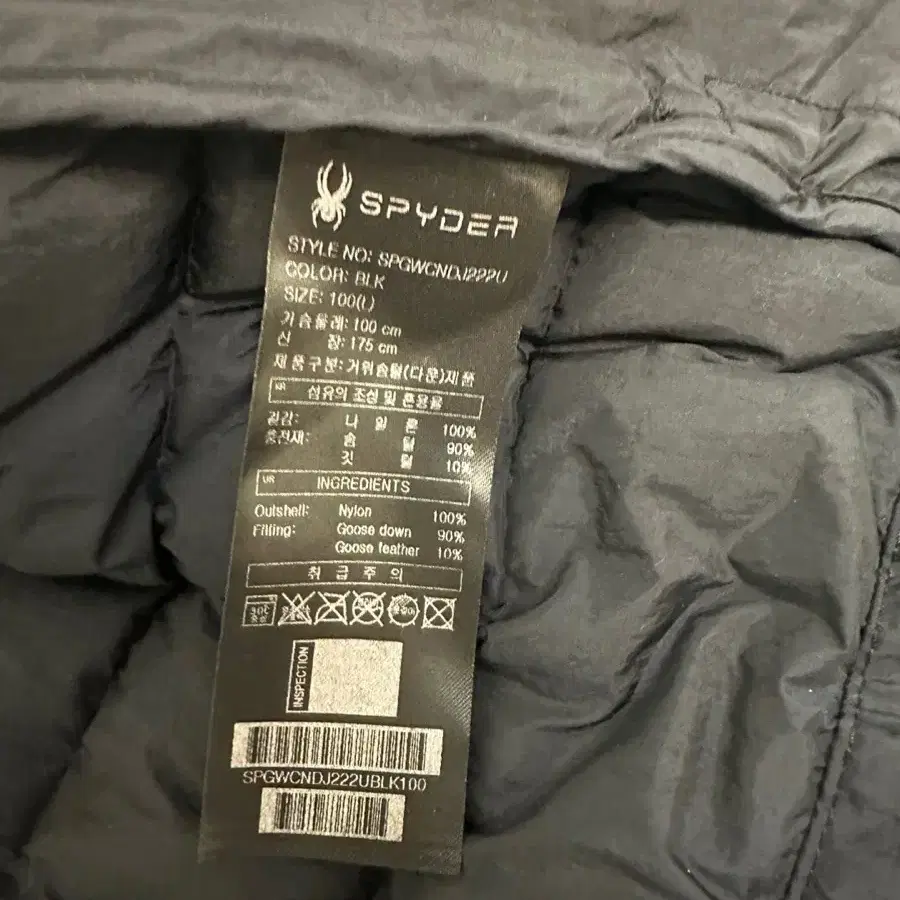 SPYDER
STYLE NO: SPGWCNDJ222U
COLOR: BLK
SIZE: 100(L)
가슴둘레: 100 cm
신 장: 175 cm
제품구분: 거위솜털(다운)제품
KR 섬유의 조성 및 혼용율
겉감: 나 일 론 100%
충전재: 솜 털 90%
깃 털 10%
INGREDIENTS
Outshell: Nylon 100%
Filling: Goose down 90%
Goose feather 10%
취 급 주 의
INSPECTION
SPGWCNDJ222UBLK100